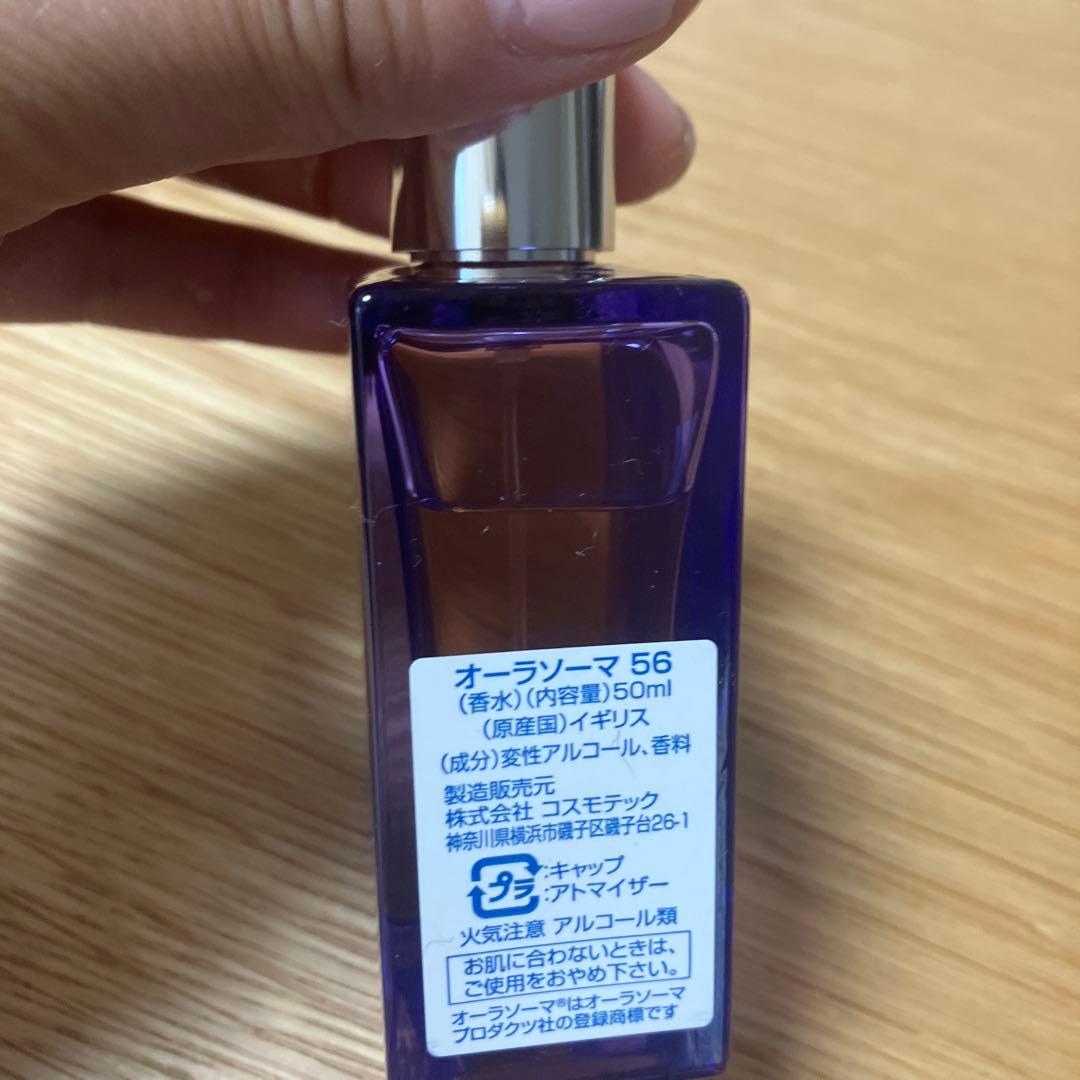 オーラソーマ 56
(香水)(内容量)50ml
(原産国)イギリス
(成分)変性アルコール、香料
製造販売元
株式会社 コスモテック
神奈川県横浜市磯子区磯子台26-1
プラ :キャップ
:アトマイザー
火気注意 アルコール類
お肌に合わないときは、
ご使用をおやめ下さい。
オーラソーマ®はオーラソーマ
プロダクツ社の登録商標です